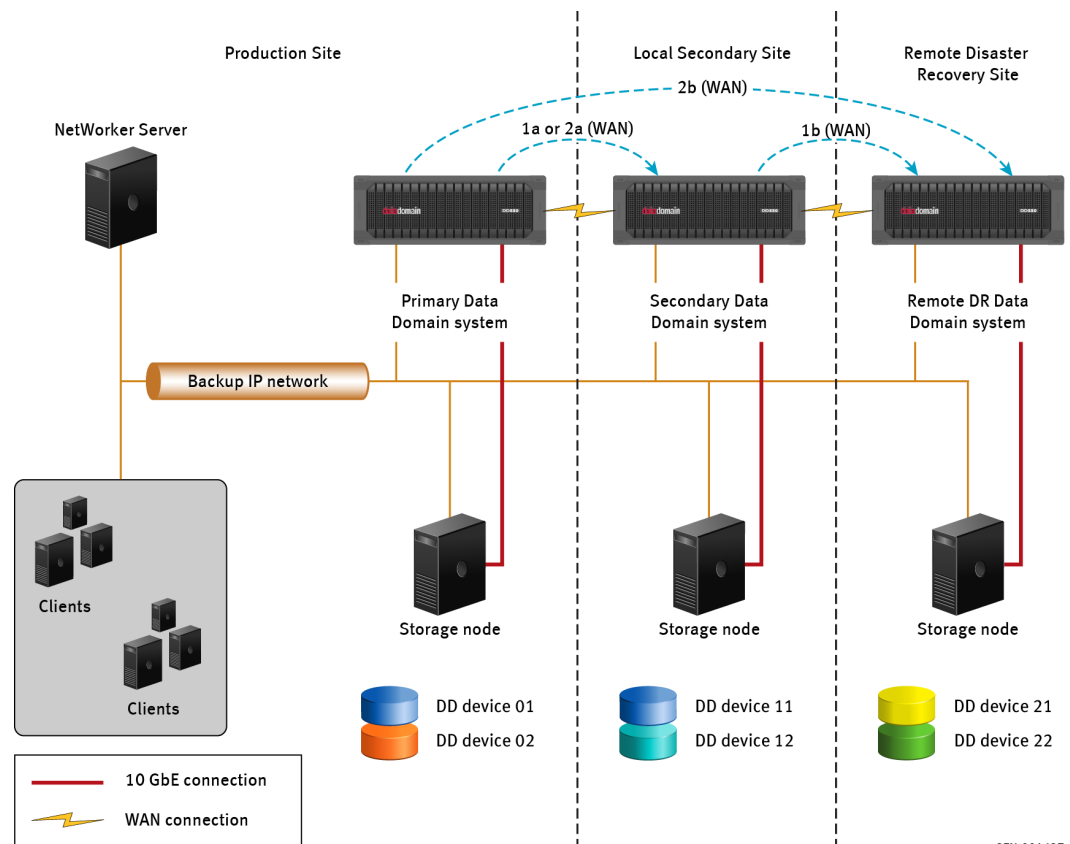 Production Site
Local Secondary Site
Remote Disaster
Recovery Site
2b (WAN)
NetWorker Server
1a or 2a (WAN)
1b (WAN)
datadomain
datadomain
datadomain
Primary Data
Domain system
Secondary Data
Domain system
Remote DR Data
Domain system
Backup IP network
Clients
Clients
Storage node
Storage node
Storage node
DD device 01
DD device 11
DD device 21
DD device 02
DD device 12
DD device 22
10 GbE connection
WAN connection